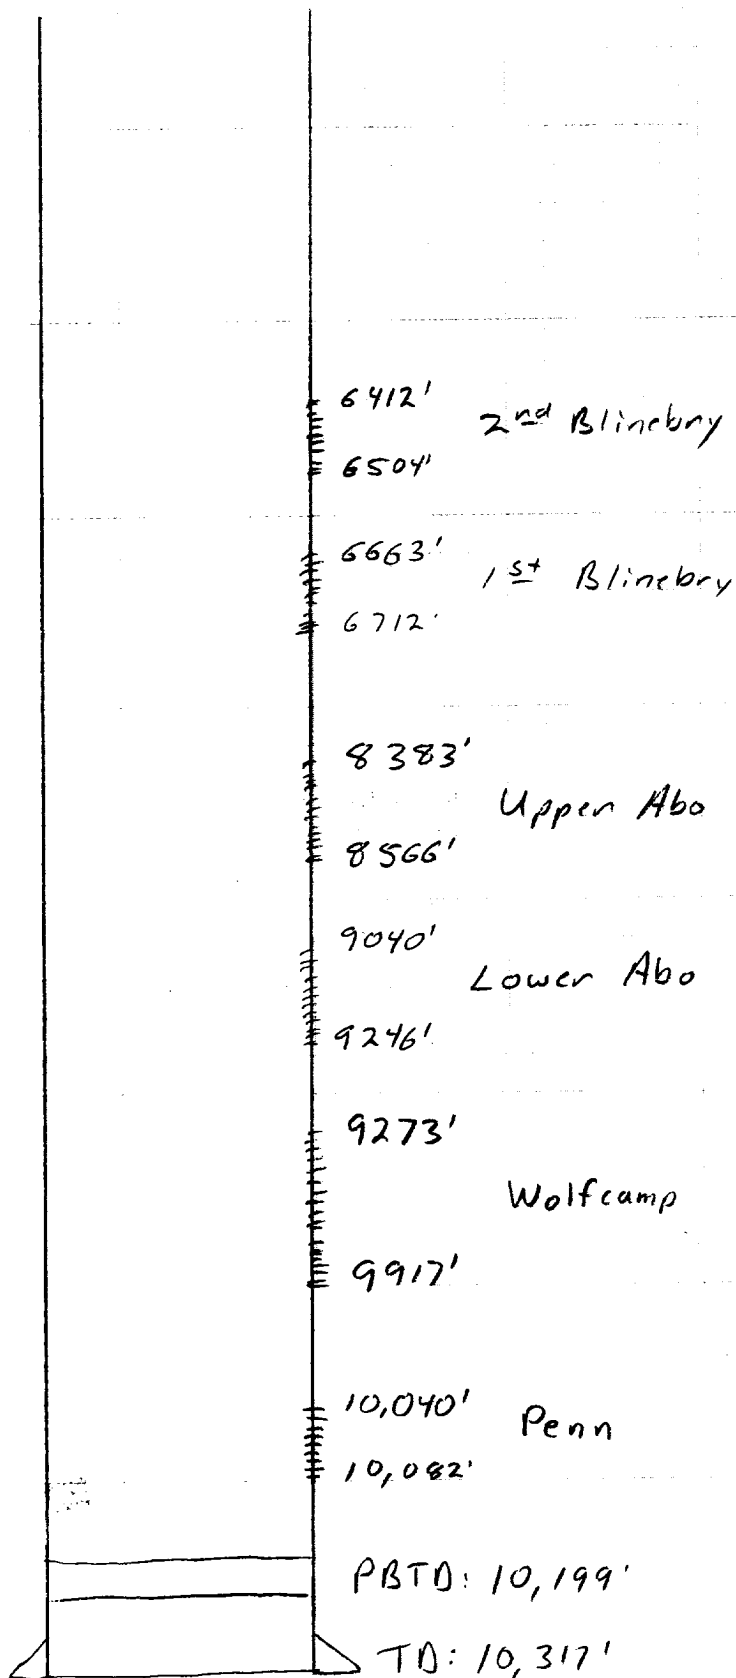 6412'
2nd Blinebry
6504'
6663'
1st Blinebry
6712'
8383'
Upper Abo
8566'
9040'
Lower Abo
9246'
9273'
Wolfcamp
9917'
10,040'
Penn
10,082'
PBTD: 10,199'
TD: 10,317'